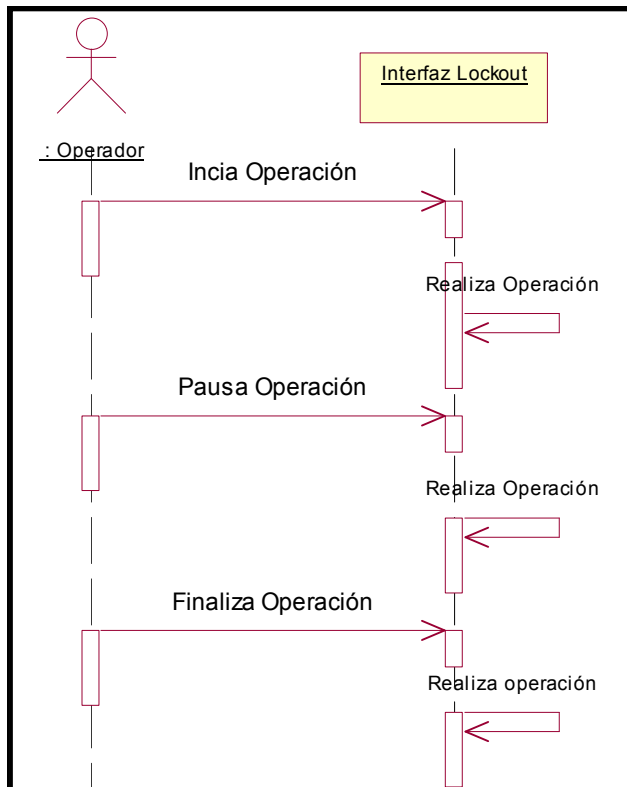 Interfaz Lockout
: Operador
Incia Operación
Realiza Operación
Pausa Operación
Realiza Operación
Finaliza Operación
Realiza operación